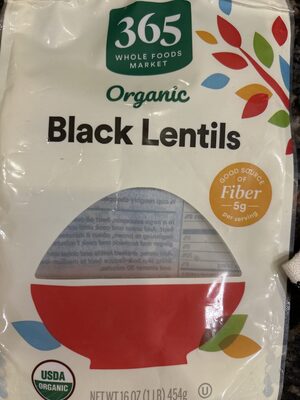 365
WHOLE FOODS
MARKET
Organic
Black Lentils
GOOD SOURCE
OF
Fiber
5g
per serving
USDA
ORGANIC
NET WT 16 OZ (1 LB) 454g
U